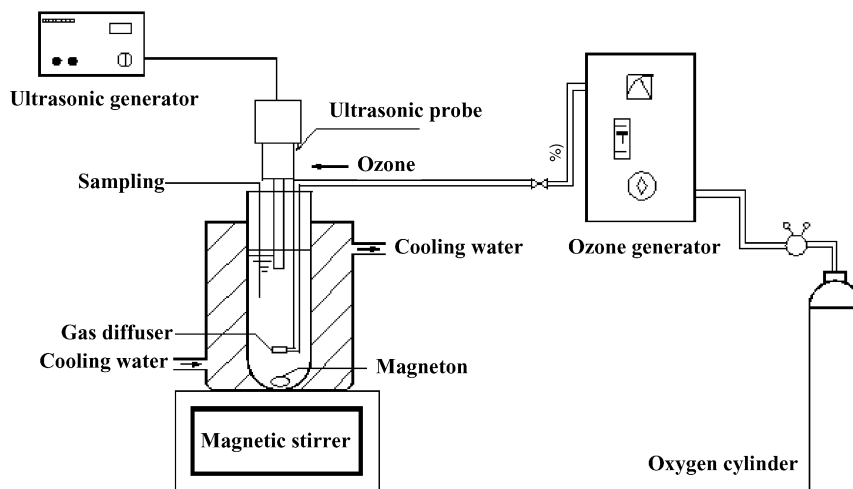 Ultrasonic generator
Ultrasonic probe
Ozone
Sampling
%)
Ozone generator
Cooling water
Gas diffuser
Cooling water
Magneton
Magnetic stirrer
Oxygen cylinder